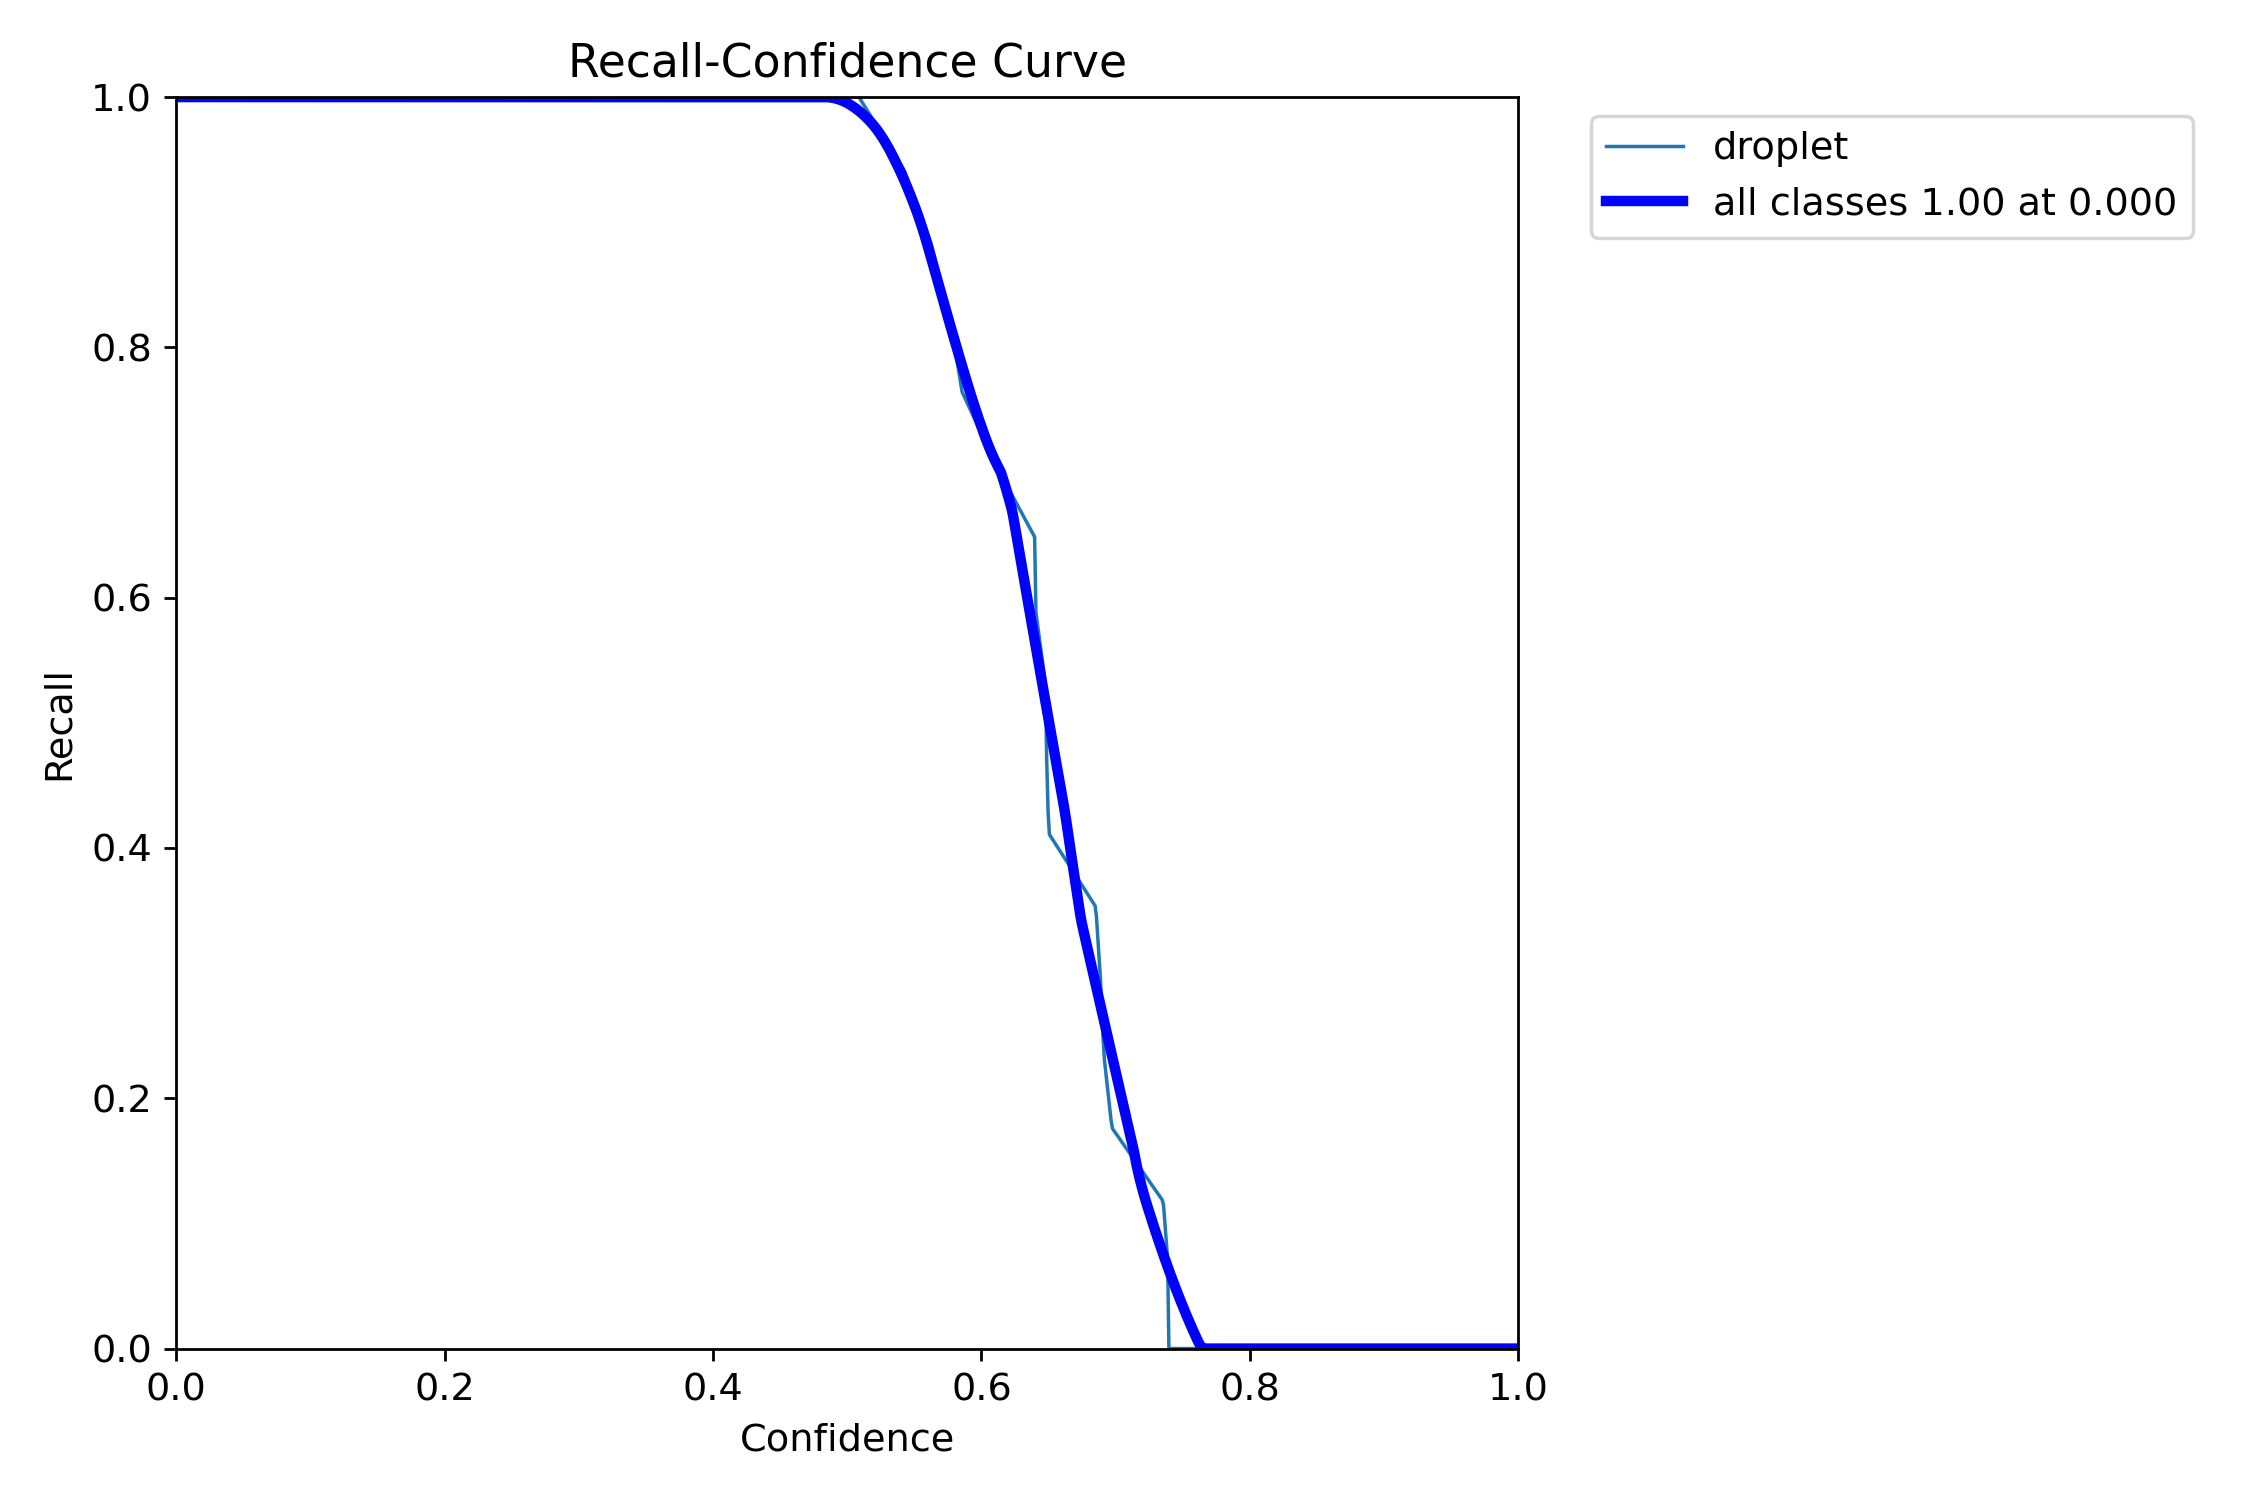 Recall-Confidence Curve
droplet
all classes 1.00 at 0.000
1.0
0.8
0.6
0.4
0.2
0.0
Recall
0.0 0.2 0.4 0.6 0.8 1.0
Confidence